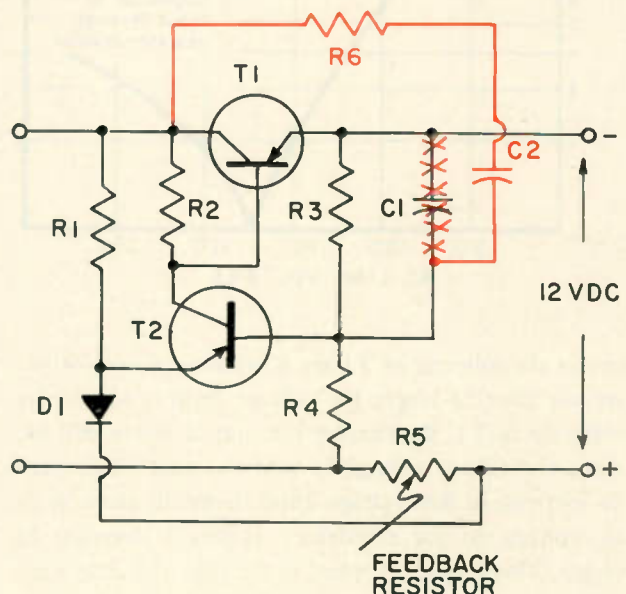 R6
T1
C2
-
R1
R2
R3
C1
12 VDC
T2
D1
R4
R5
+
FEEDBACK
RESISTOR